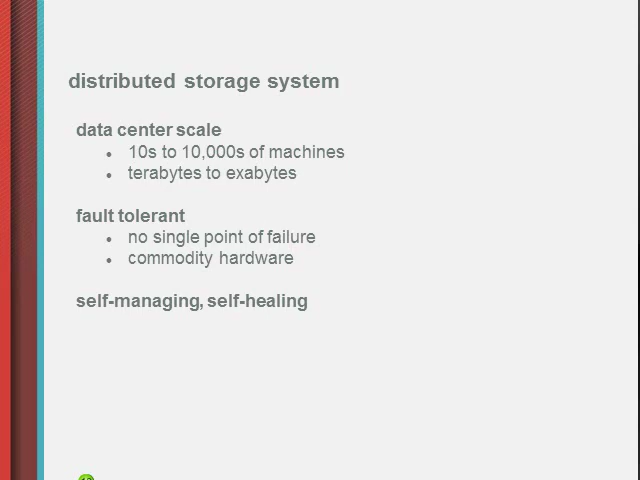 distributed storage system
data center scale
• 10s to 10,000s of machines
• terabytes to exabytes
fault tolerant
• no single point of failure
• commodity hardware
self-managing, self-healing